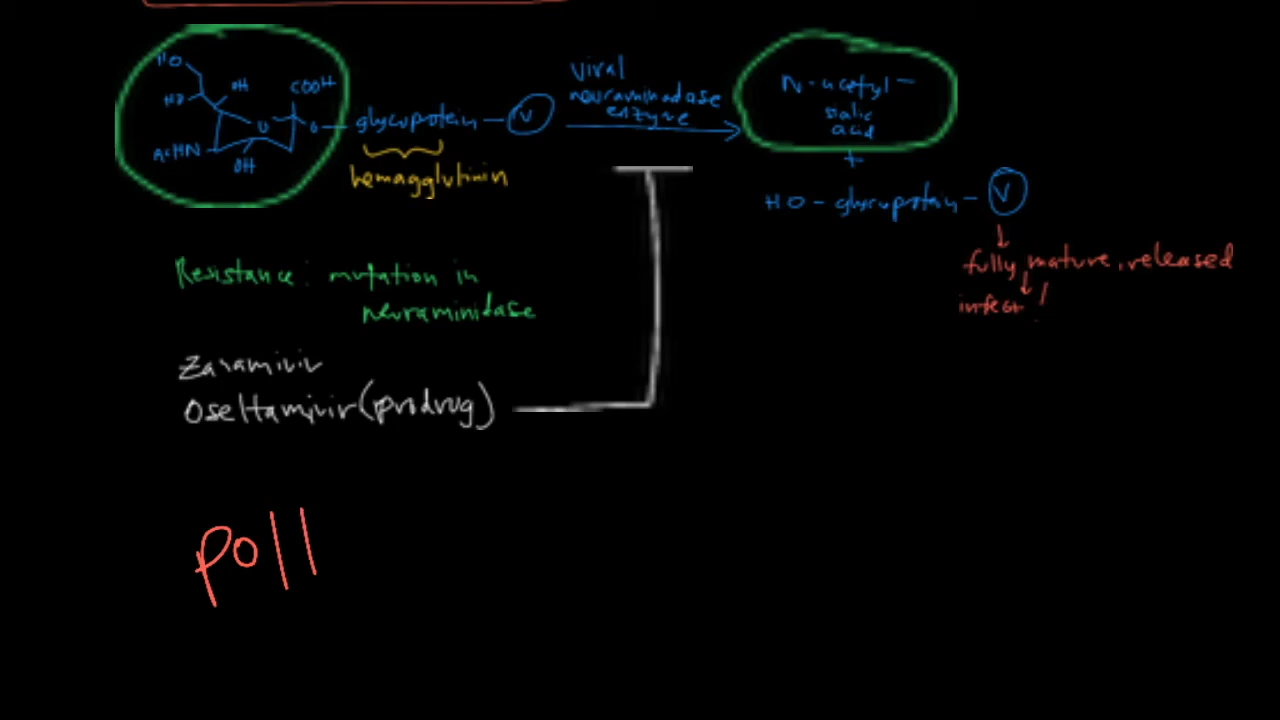 HO
OH
COOH
HO
O
O
glycoprotein - V
AcHN
OH
hemagglutinin
viral
neuraminadase
enzyme
N-acetyl-
sialic
acid
+
HO - glycoprotein - V
↓
fully mature, released
↓
infect!
Resistance: mutation in
neuraminidase
Zanamivir
Oseltamivir (prodrug)
poll